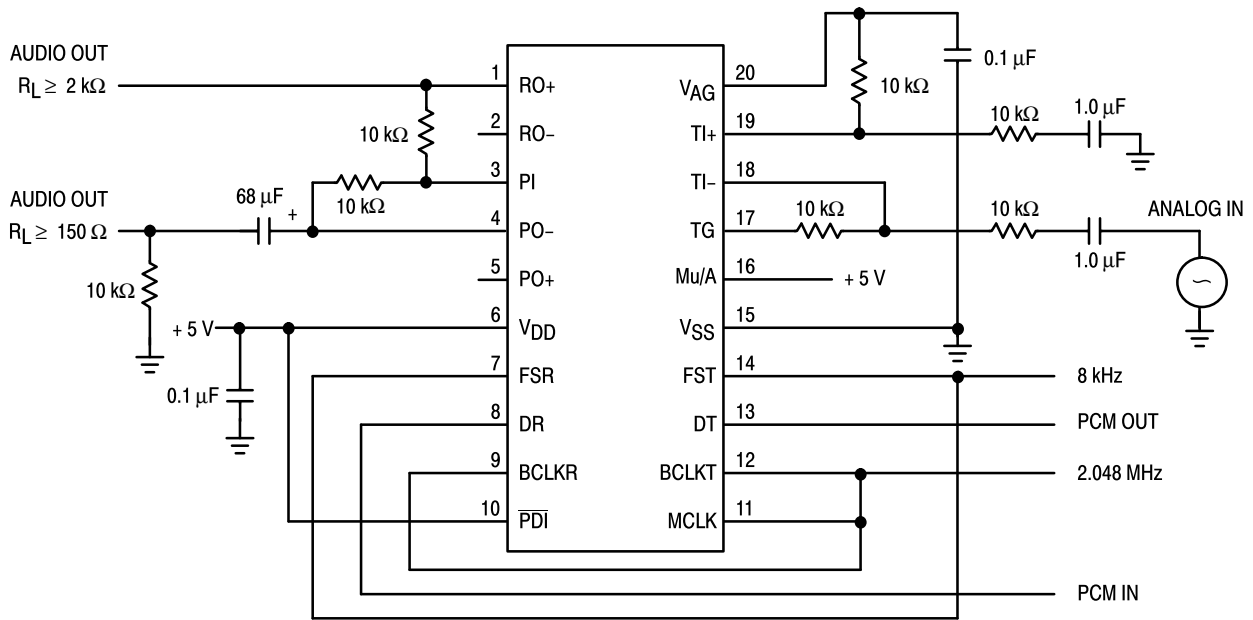 AUDIO OUT
R_L ≥ 2 kΩ
AUDIO OUT
R_L ≥ 150 Ω
10 kΩ
10 kΩ
68 µF
+
10 kΩ
+ 5 V
0.1 µF
1 RO+
2 RO–
3 PI
4 PO–
5 PO+
6 V_DD
7 FSR
8 DR
9 BCLKR
10 P̅D̅I̅
V_AG 20
TI+ 19
TI– 18
TG 17
Mu/A 16
V_SS 15
FST 14
DT 13
BCLKT 12
MCLK 11
10 kΩ
0.1 µF
10 kΩ
1.0 µF
10 kΩ
10 kΩ
1.0 µF
ANALOG IN
+ 5 V
8 kHz
PCM OUT
2.048 MHz
PCM IN